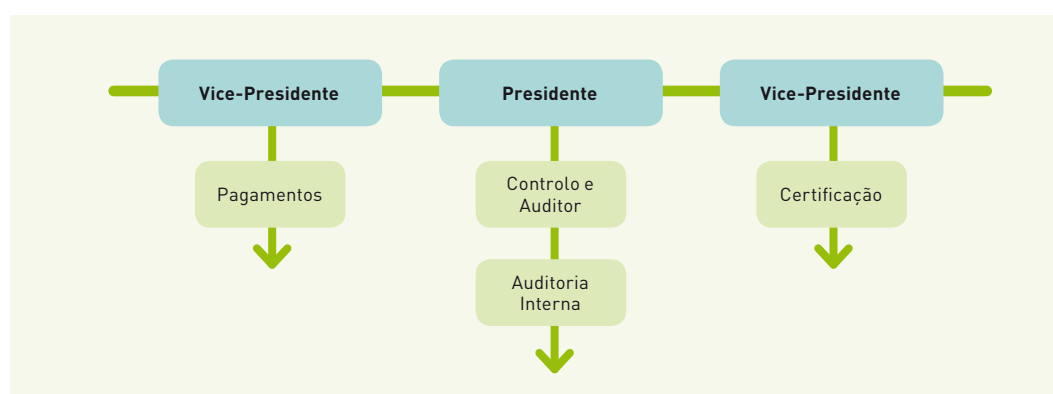 Vice-Presidente
Presidente
Vice-Presidente
Pagamentos
Controlo e
Auditor
Certificação
Auditoria
Interna